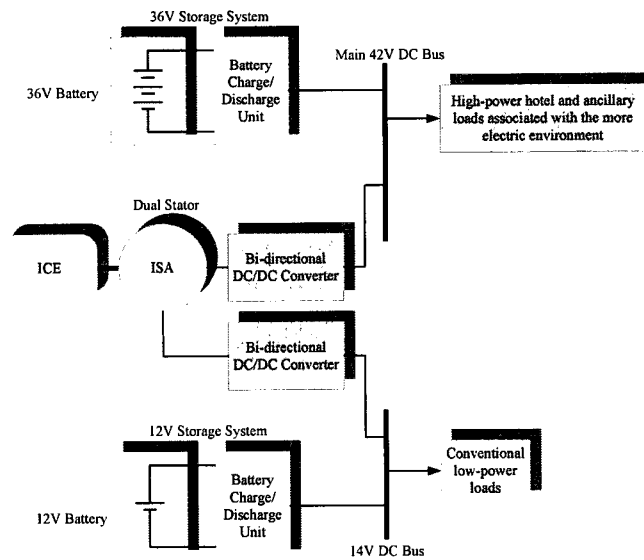 36V Storage System
Battery
Charge/
Discharge
Unit
36V Battery
Main 42V DC Bus
High-power hotel and ancillary
loads associated with the more
electric environment
Dual Stator
ICE
ISA
Bi-directional
DC/DC Converter
Bi-directional
DC/DC Converter
12V Storage System
Battery
Charge/
Discharge
Unit
12V Battery
Conventional
low-power
loads
14V DC Bus